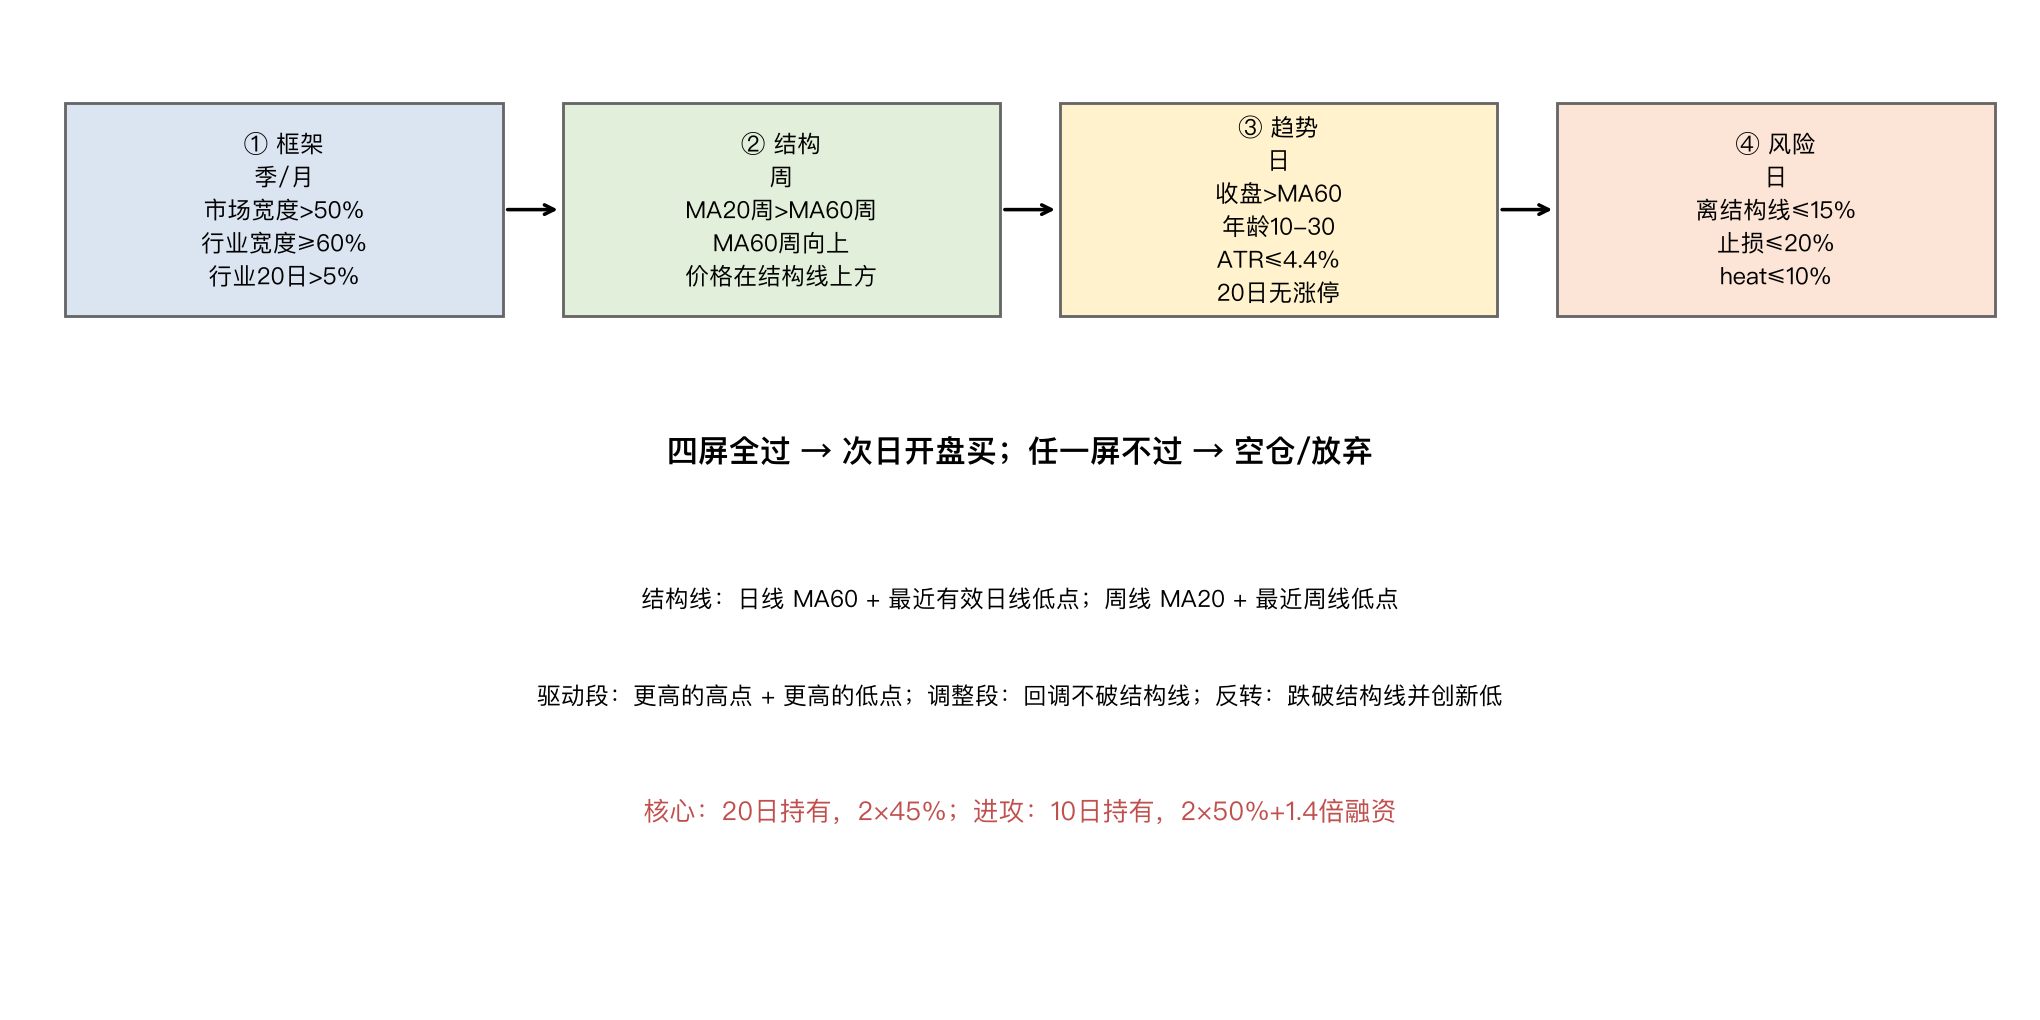 ① 框架
季/月
市场宽度>50%
行业宽度≥60%
行业20日>5%
② 结构
周
MA20周>MA60周
MA60周向上
价格在结构线上方
③ 趋势
日
收盘>MA60
年龄10–30
ATR≤4.4%
20日无涨停
④ 风险
日
离结构线≤15%
止损≤20%
heat≤10%
四屏全过 → 次日开盘买；任一屏不过 → 空仓/放弃
结构线：日线 MA60 + 最近有效日线低点；周线 MA20 + 最近周线低点
驱动段：更高的高点 + 更高的低点；调整段：回调不破结构线；反转：跌破结构线并创新低
核心：20日持有，2×45%；进攻：10日持有，2×50%+1.4倍融资